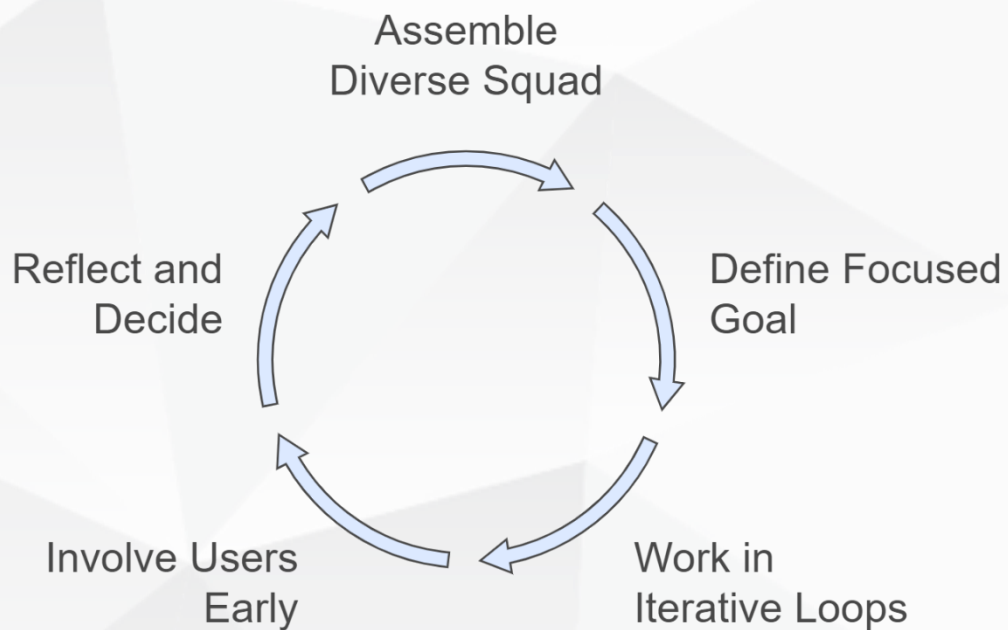 Assemble
Diverse Squad
Define Focused
Goal
Work in
Iterative Loops
Involve Users
Early
Reflect and
Decide